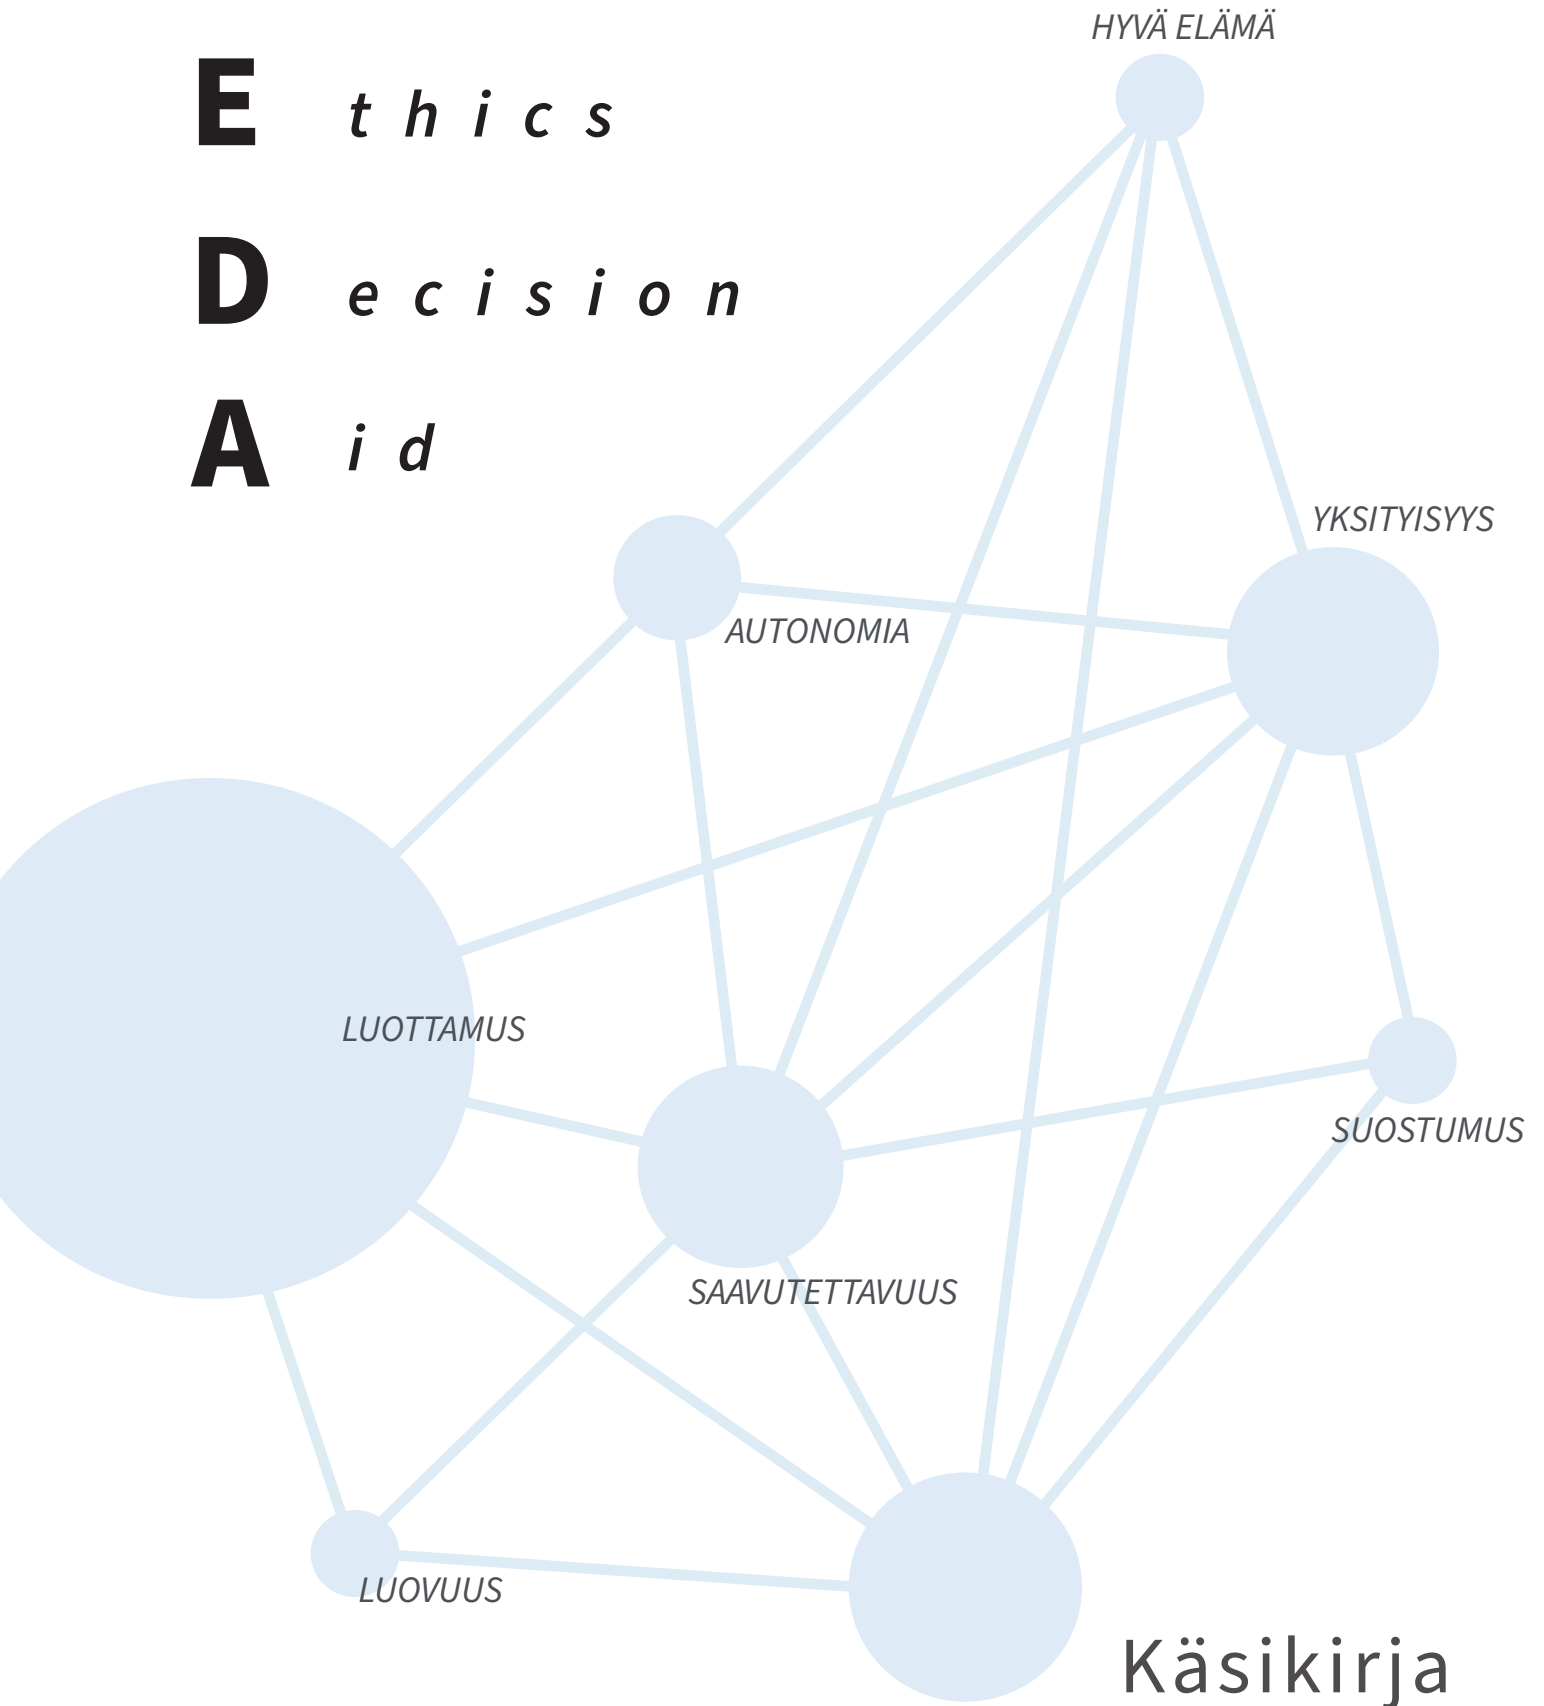 HYVÄ ELÄMÄ
E thics
D ecision
A id
YKSITYISYYS
AUTONOMIA
LUOTTAMUS
SUOSTUMUS
SAAVUTETTAVUUS
LUOVUUS
Käsikirja